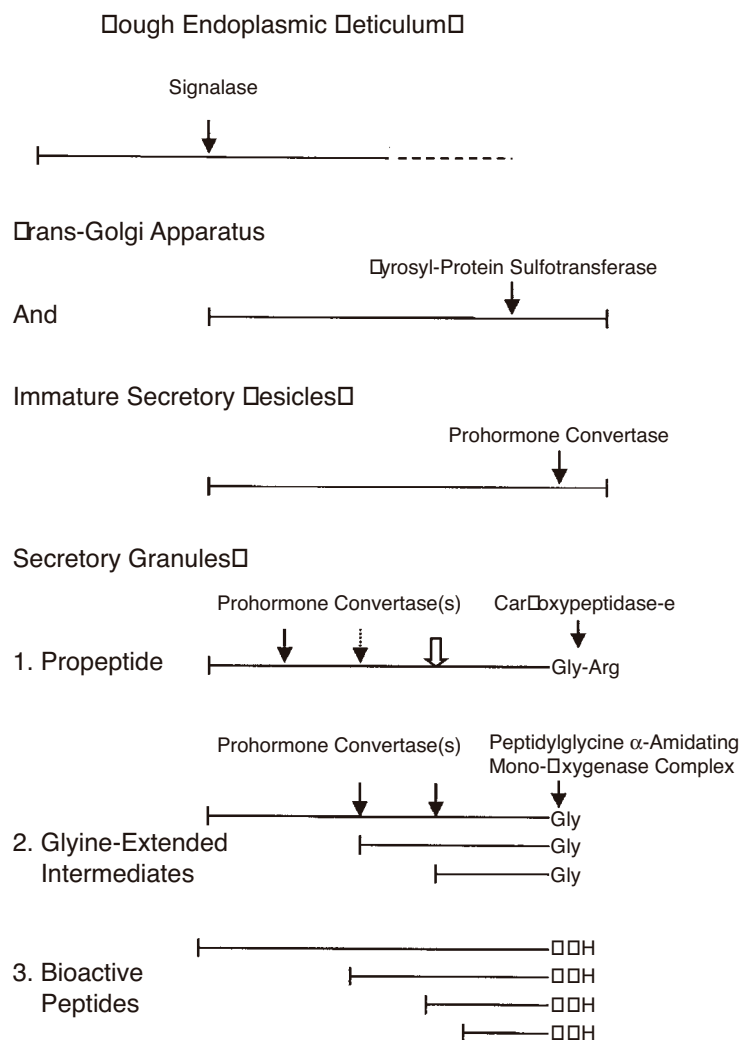 □ough Endoplasmic □eticulum□
Signalase
□rans-Golgi Apparatus
□yrosyl-Protein Sulfotransferase
And
Immature Secretory □esicles□
Prohormone Convertase
Secretory Granules□
Prohormone Convertase(s)
Car□oxypeptidase-e
1. Propeptide
Gly-Arg
Prohormone Convertase(s)
Peptidylglycine α-Amidating
Mono-□xygenase Complex
Gly
2. Glyine-Extended
Intermediates
Gly
Gly
□□H
3. Bioactive
Peptides
□□H
□□H
□□H